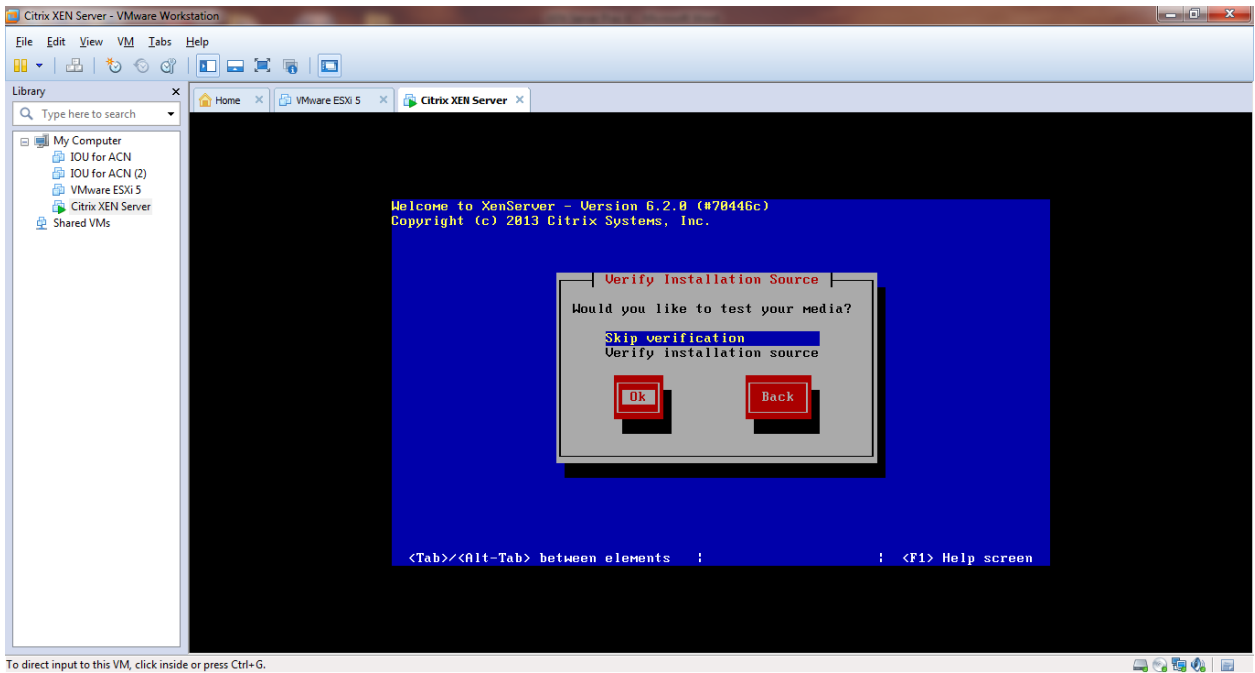 Citrix XEN Server - VMware Workstation
File Edit View VM Tabs Help
Library
Type here to search
My Computer
IOU for ACN
IOU for ACN (2)
VMware ESXi 5
Citrix XEN Server
Shared VMs
Home VMware ESXi 5 Citrix XEN Server
Welcome to XenServer - Version 6.2.0 (#70446c)
Copyright (c) 2013 Citrix Systems, Inc.
Verify Installation Source
Would you like to test your media?
Skip verification
Verify installation source
Ok Back
<Tab>/<Alt-Tab> between elements | | <F1> Help screen
To direct input to this VM, click inside or press Ctrl+G.